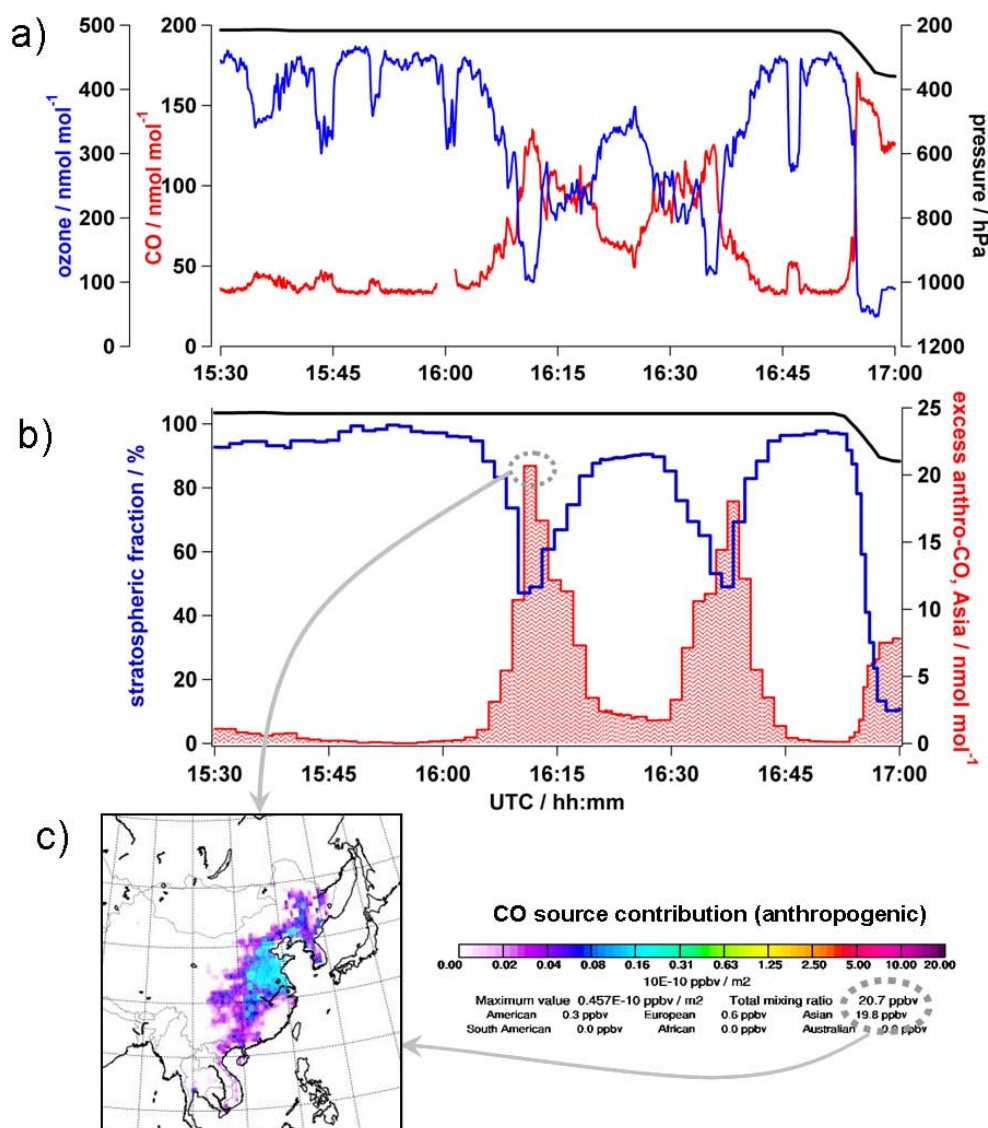 a)
500
400
300
200
100
0
ozone / nmol mol-1
200
150
100
50
0
CO / nmol mol-1
200
400
600
800
1000
1200
pressure / hPa
15:30 15:45 16:00 16:15 16:30 16:45 17:00
b)
100
80
60
40
20
0
stratospheric fraction / %
25
20
15
10
5
0
excess anthro-CO, Asia / nmol mol-1
15:30 15:45 16:00 16:15 16:30 16:45 17:00
UTC / hh:mm
c)
CO source contribution (anthropogenic)
0.00 0.02 0.04 0.08 0.16 0.31 0.63 1.25 2.50 5.00 10.00 20.00
10E-10 ppbv / m2
Maximum value 0.457E-10 ppbv / m2 Total mixing ratio 20.7 ppbv
American 0.3 ppbv European 0.6 ppbv Asian 19.8 ppbv
South American 0.0 ppbv African 0.0 ppbv Australian 0.0 ppbv